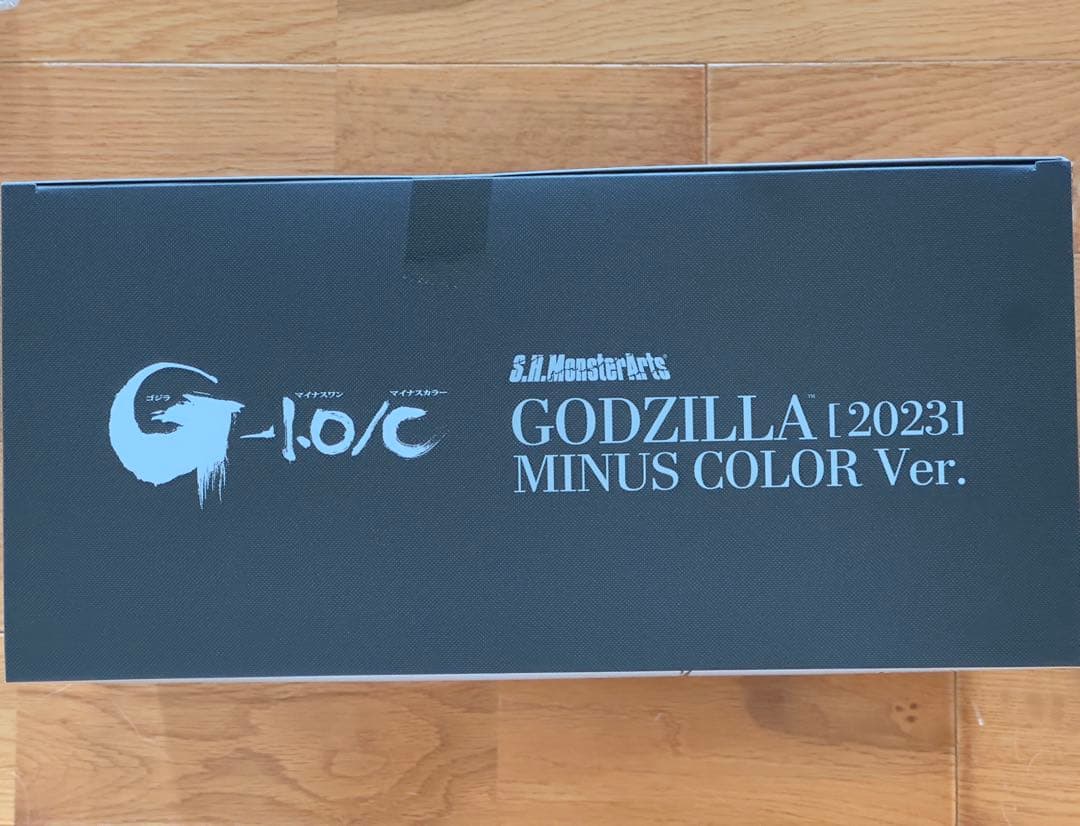 ゴジラ マイナスワン マイナスカラー
G-1.0/C
S.H.MonsterArts®
GODZILLA™ [2023]
MINUS COLOR Ver.